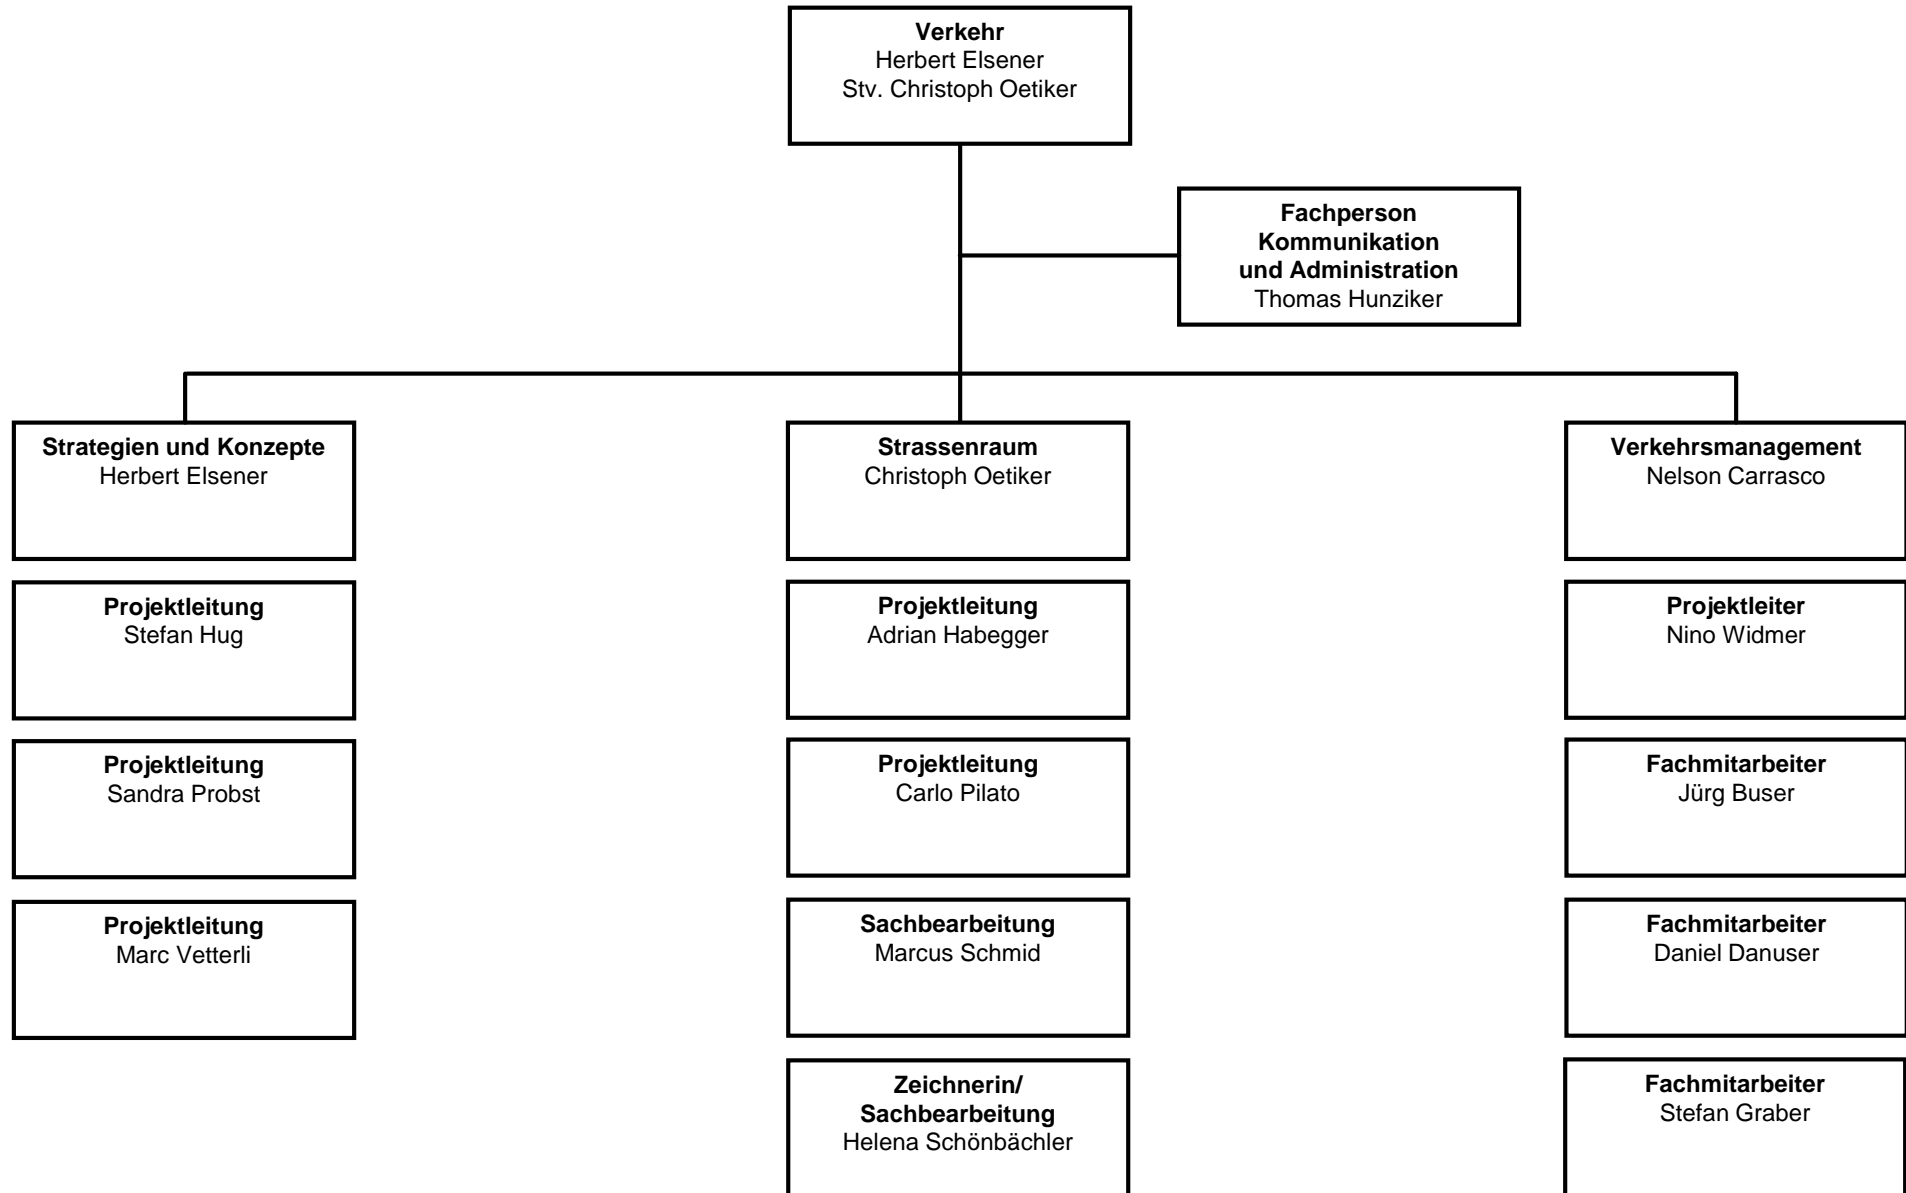 Verkehr
Herbert Elsener
Stv. Christoph Oetiker
Fachperson
Kommunikation
und Administration
Thomas Hunziker
Strategien und Konzepte
Herbert Elsener
Projektleitung
Stefan Hug
Projektleitung
Sandra Probst
Projektleitung
Marc Vetterli
Strassenraum
Christoph Oetiker
Projektleitung
Adrian Habegger
Projektleitung
Carlo Pilato
Sachbearbeitung
Marcus Schmid
Zeichnerin/
Sachbearbeitung
Helena Schönbächler
Verkehrsmanagement
Nelson Carrasco
Projektleiter
Nino Widmer
Fachmitarbeiter
Jürg Buser
Fachmitarbeiter
Daniel Danuser
Fachmitarbeiter
Stefan Graber